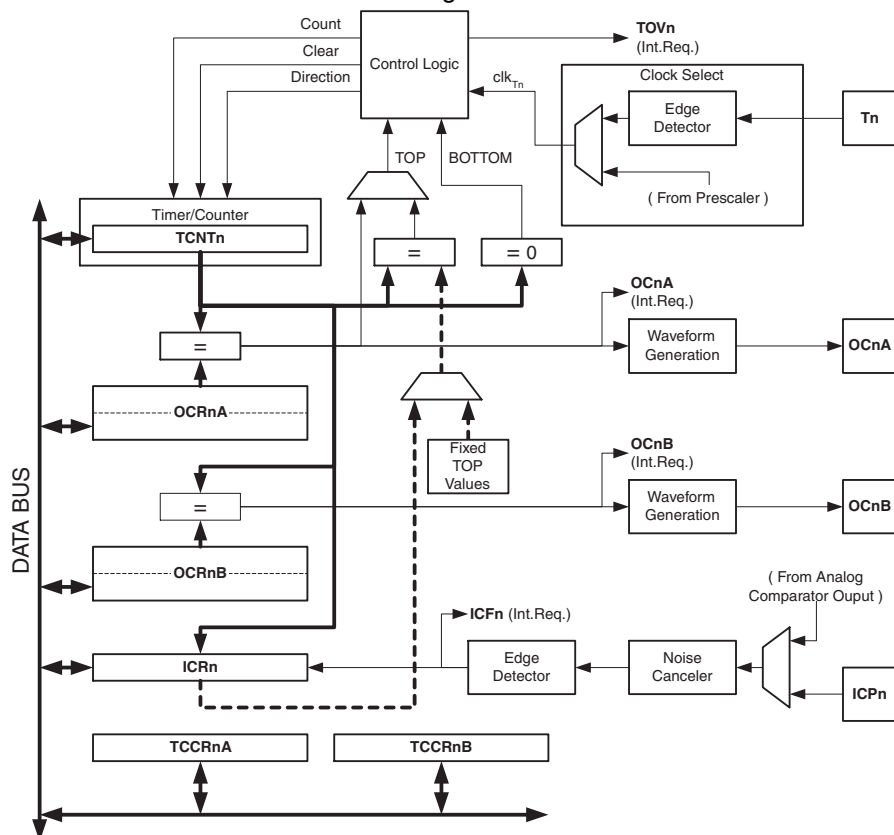 Count
Clear
Direction
Control Logic
TOVn
(Int.Req.)
clkTn
Clock Select
Edge
Detector
Tn
( From Prescaler )
TOP
BOTTOM
Timer/Counter
TCNTn
=
= 0
OCnA
(Int.Req.)
=
Waveform
Generation
OCnA
OCRnA
Fixed
TOP
Values
OCnB
(Int.Req.)
=
Waveform
Generation
OCnB
DATA BUS
OCRnB
( From Analog
Comparator Ouput )
ICFn (Int.Req.)
ICRn
Edge
Detector
Noise
Canceler
ICPn
TCCRnA
TCCRnB